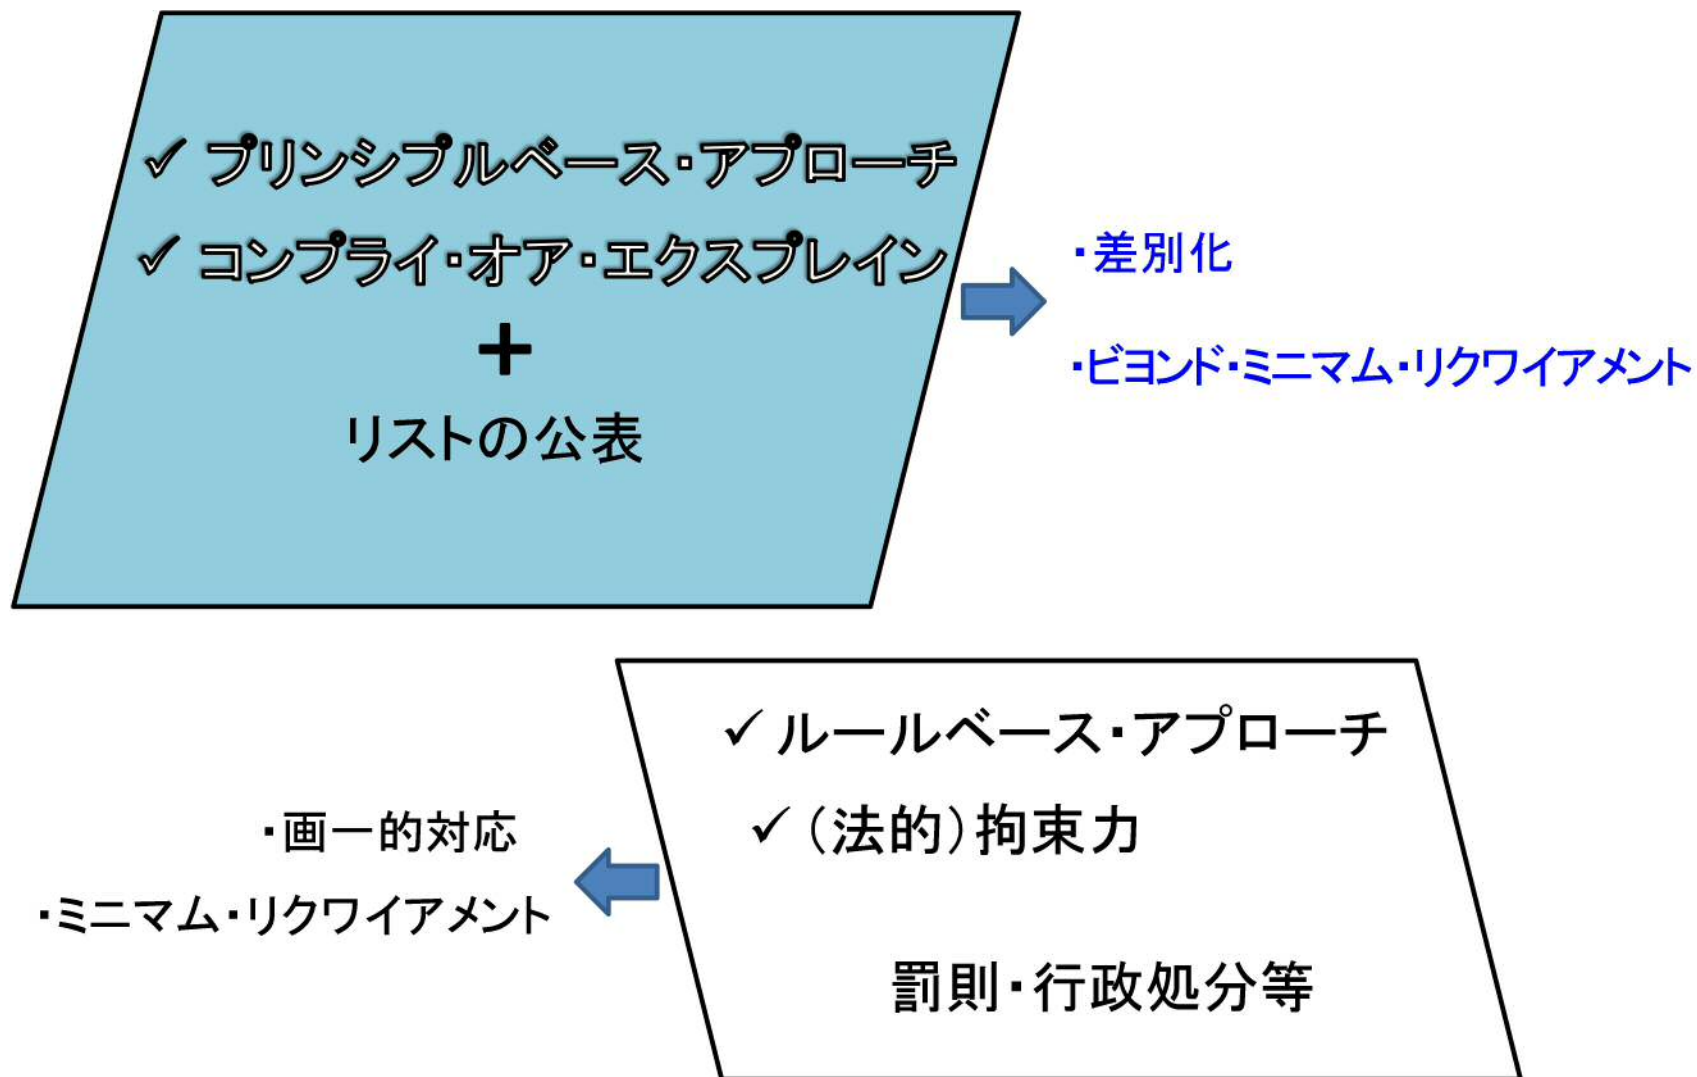 ✓ プリンシプルベース・アプローチ
✓ コンプライ・オア・エクスプレイン
+
リストの公表
・差別化
・ビヨンド・ミニマム・リクワイアメント
✓ ルールベース・アプローチ
✓ (法的)拘束力
罰則・行政処分等
・画一的対応
・ミニマム・リクワイアメント